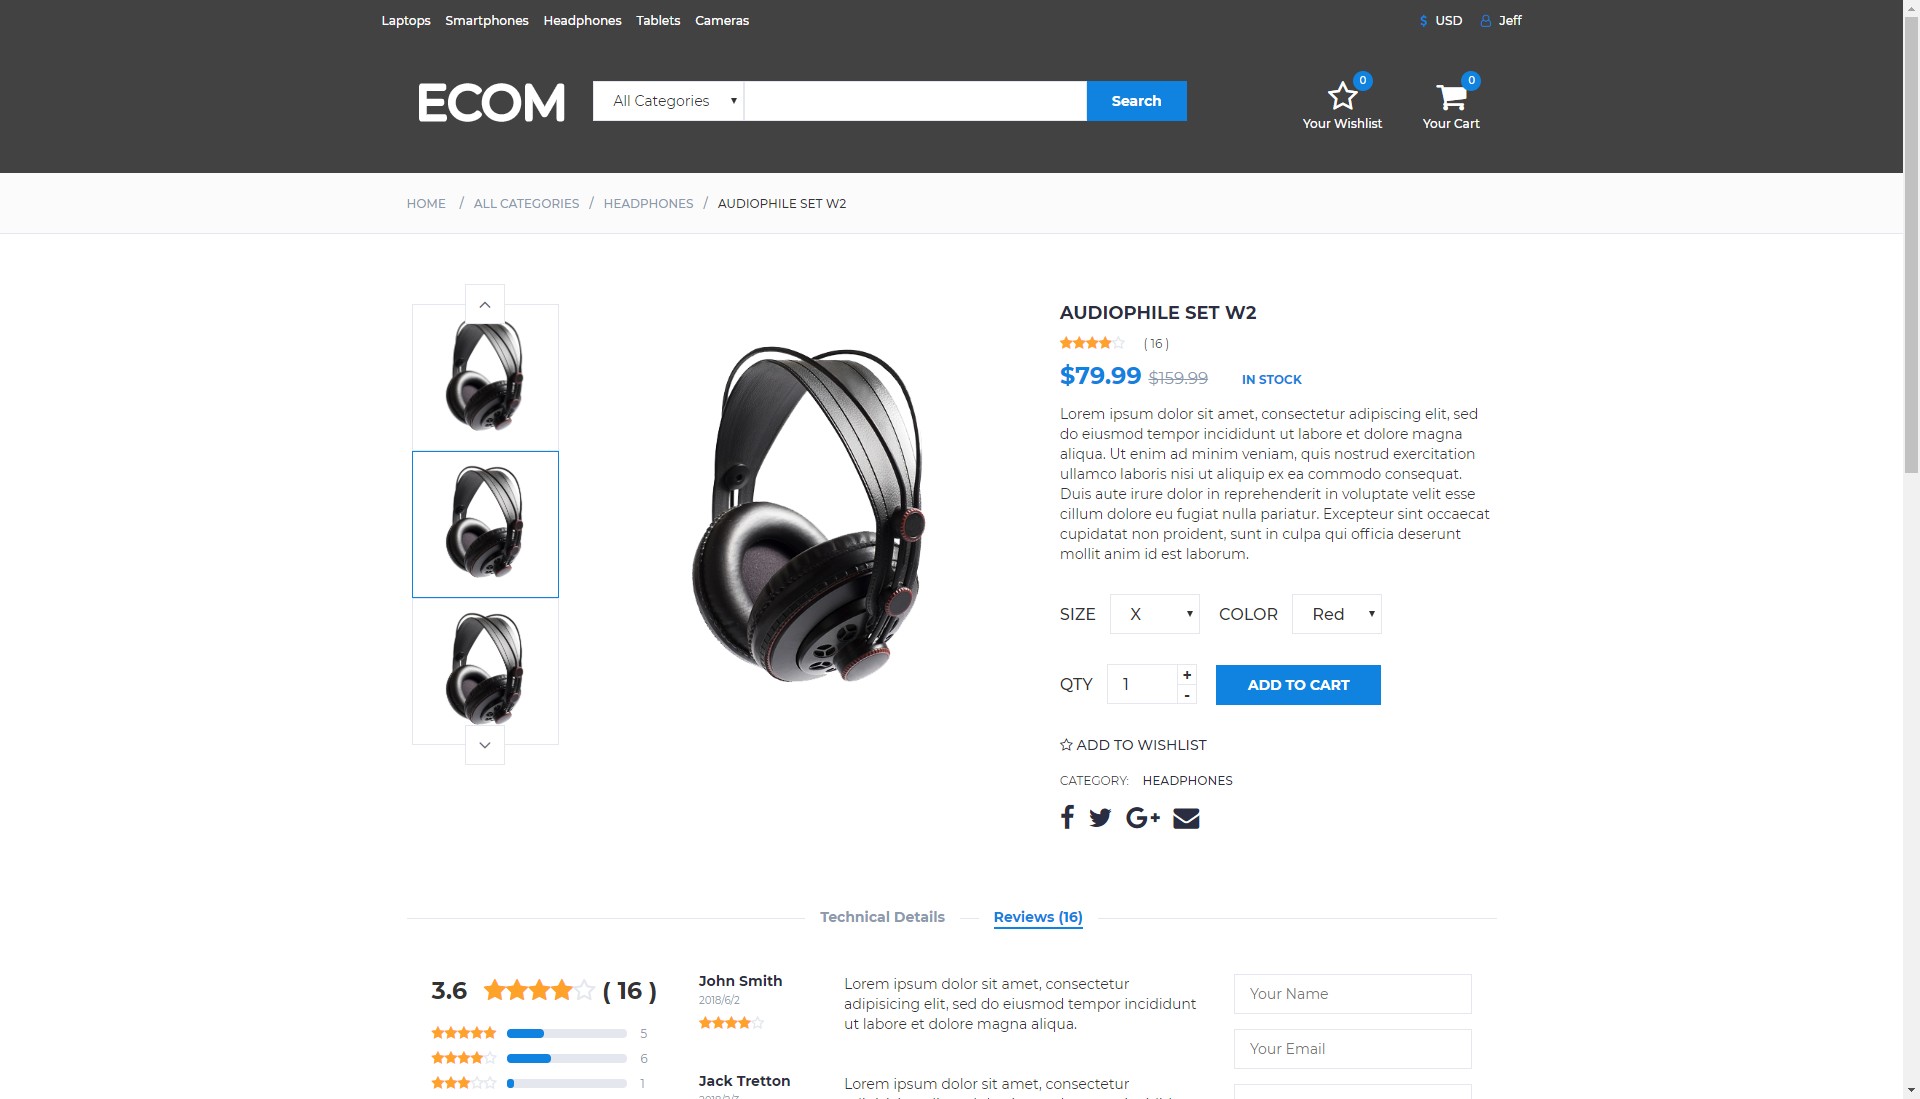 Laptops Smartphones Headphones Tablets Cameras $ USD Jeff
ECOM All Categories Search 0 Your Wishlist 0 Your Cart
HOME / ALL CATEGORIES / HEADPHONES / AUDIOPHILE SET W2
AUDIOPHILE SET W2
( 16 )
$79.99 $159.99 IN STOCK
Lorem ipsum dolor sit amet, consectetur adipiscing elit, sed
do eiusmod tempor incididunt ut labore et dolore magna
aliqua. Ut enim ad minim veniam, quis nostrud exercitation
ullamco laboris nisi ut aliquip ex ea commodo consequat.
Duis aute irure dolor in reprehenderit in voluptate velit esse
cillum dolore eu fugiat nulla pariatur. Excepteur sint occaecat
cupidatat non proident, sunt in culpa qui officia deserunt
mollit anim id est laborum.
SIZE X COLOR Red
QTY 1 + - ADD TO CART
ADD TO WISHLIST
CATEGORY: HEADPHONES
G+
Technical Details Reviews (16)
3.6 ( 16 )
5
6
1
John Smith
2018/6/2
Lorem ipsum dolor sit amet, consectetur
adipisicing elit, sed do eiusmod tempor incididunt
ut labore et dolore magna aliqua.
Jack Tretton
Lorem ipsum dolor sit amet, consectetur
Your Name
Your Email